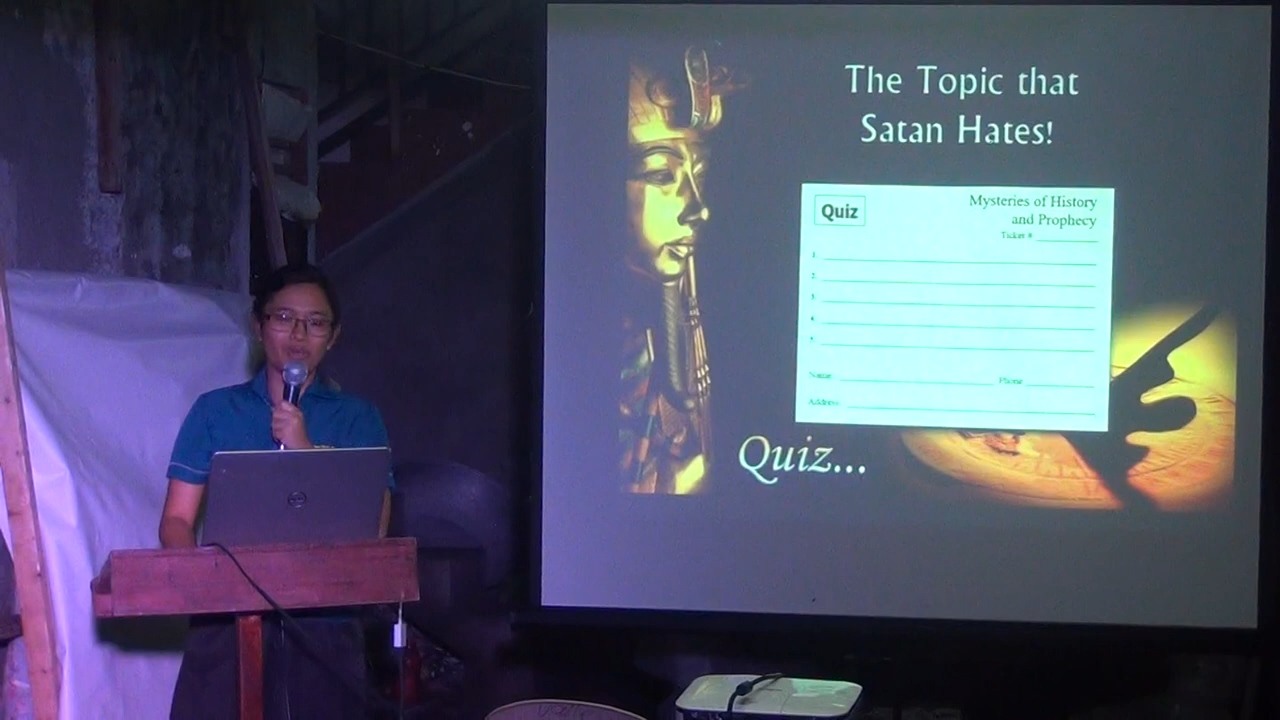 The Topic that
Satan Hates!
Quiz
Mysteries of History
and Prophecy
Ticket #:
1.
2.
3.
4.
5.
Name: Phone
Address:
Quiz...
DELL